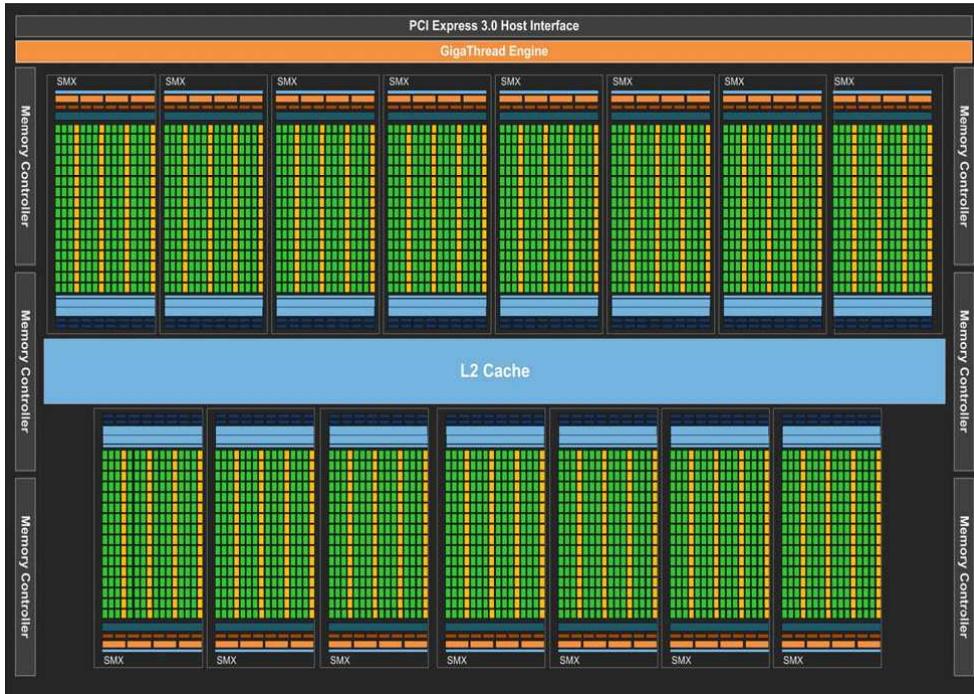 PCI Express 3.0 Host Interface
GigaThread Engine
SMX
SMX
SMX
SMX
SMX
SMX
SMX
SMX
Memory Controller
Memory Controller
Memory Controller
Memory Controller
L2 Cache
Memory Controller
Memory Controller
SMX
SMX
SMX
SMX
SMX
SMX
SMX